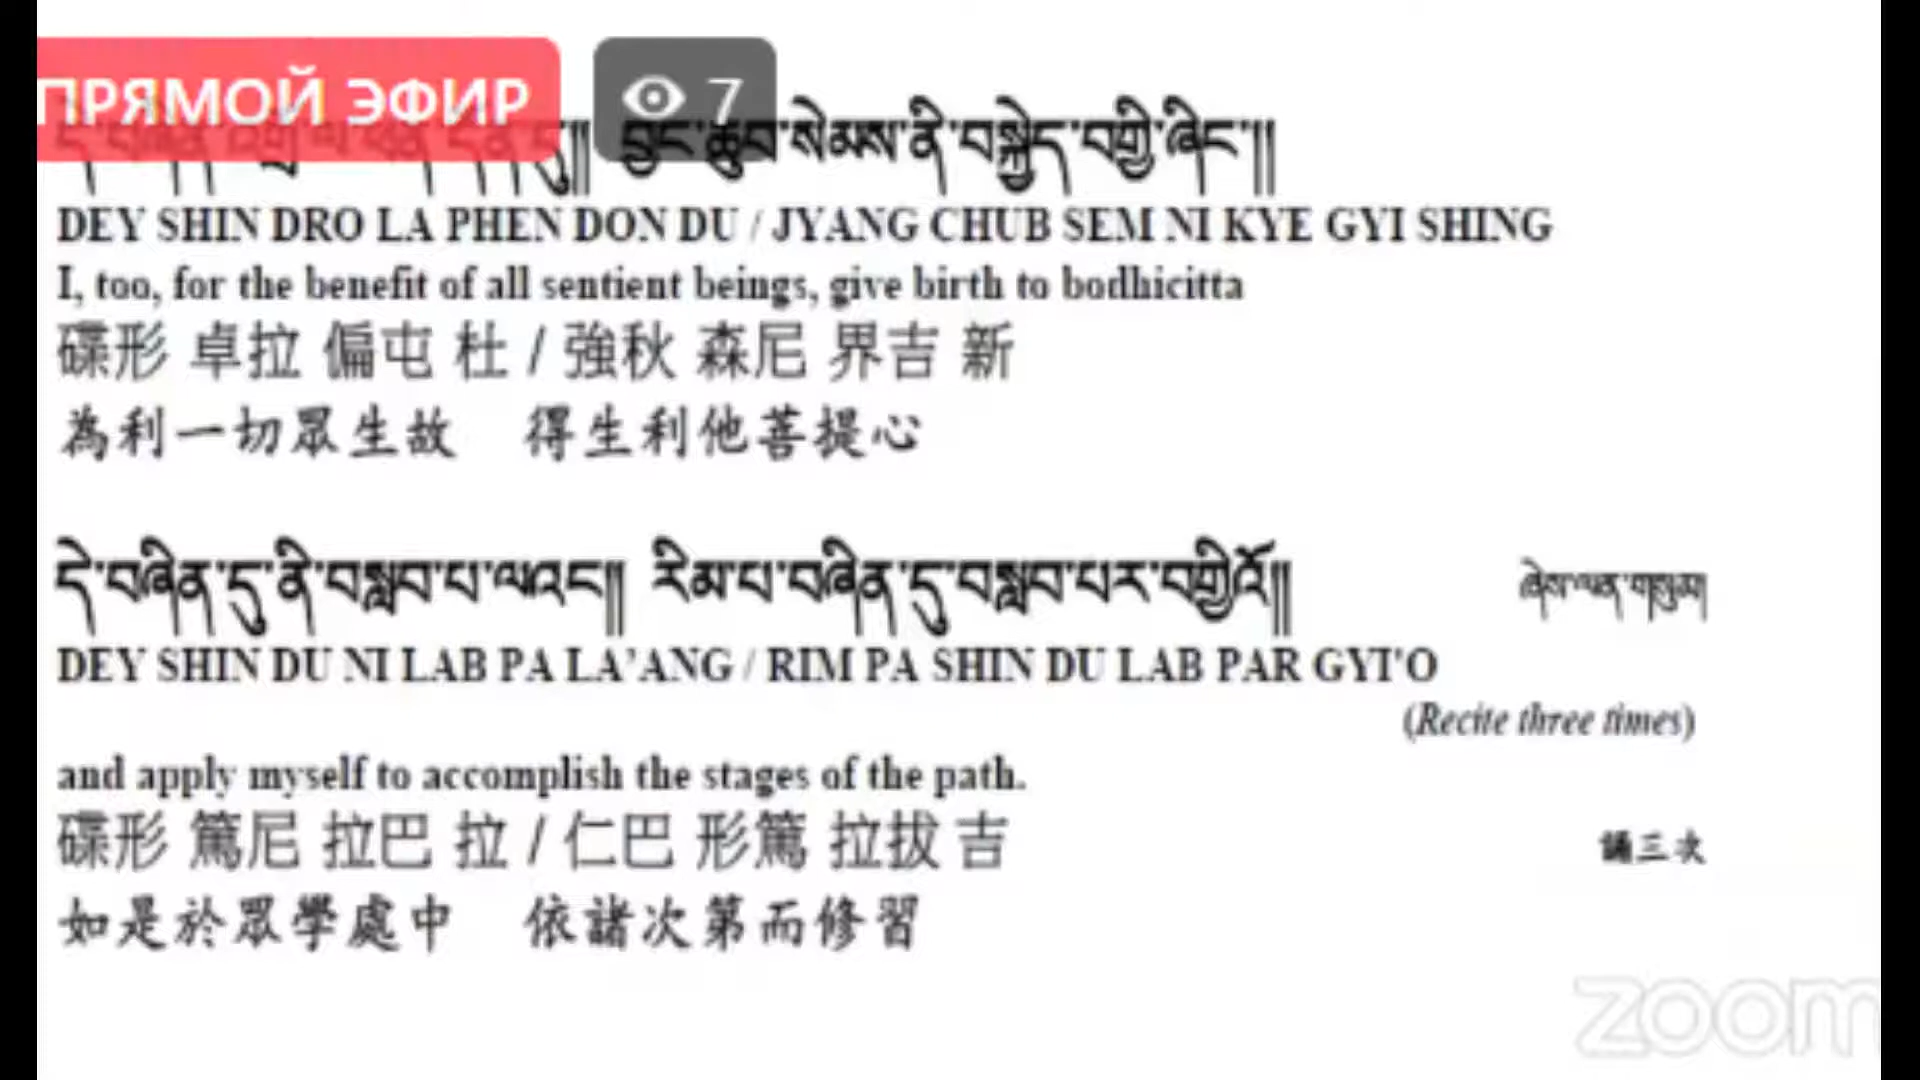 ПРЯМОЙ ЭФИР 7
དེ་བཞིན་འགྲོ་ལ་ཕན་དོན་དུ༎ བྱང་ཆུབ་སེམས་ནི་བསྐྱེད་བགྱི་ཞིང་༎
DEY SHIN DRO LA PHEN DON DU / JYANG CHUB SEM NI KYE GYI SHING
I, too, for the benefit of all sentient beings, give birth to bodhicitta
碟形 卓拉 偏屯 杜 / 強秋 森尼 界吉 新
為利一切眾生故 得生利他菩提心
དེ་བཞིན་དུ་ནི་བསླབ་པ་ལའང༎ རིམ་པ་བཞིན་དུ་བསླབ་པར་བགྱིའོ༎ ཞེས་ལན་གསུམ།
DEY SHIN DU NI LAB PA LA’ANG / RIM PA SHIN DU LAB PAR GYI'O
(Recite three times)
and apply myself to accomplish the stages of the path.
碟形 篤尼 拉巴 拉 / 仁巴 形篤 拉拔 吉 誦三次
如是於眾學處中 依諸次第而修習
zoom